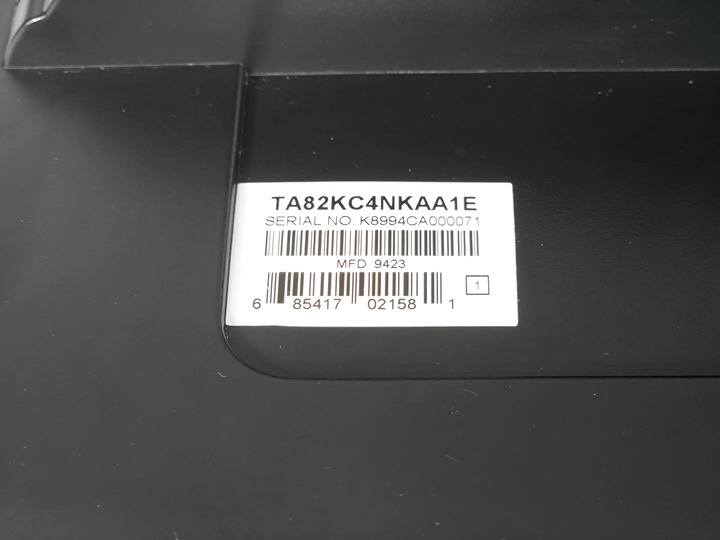 TA82KC4NKAA1E
SERIAL NO. K8994CA000071
MFD 9423
1
6 85417 02158 1